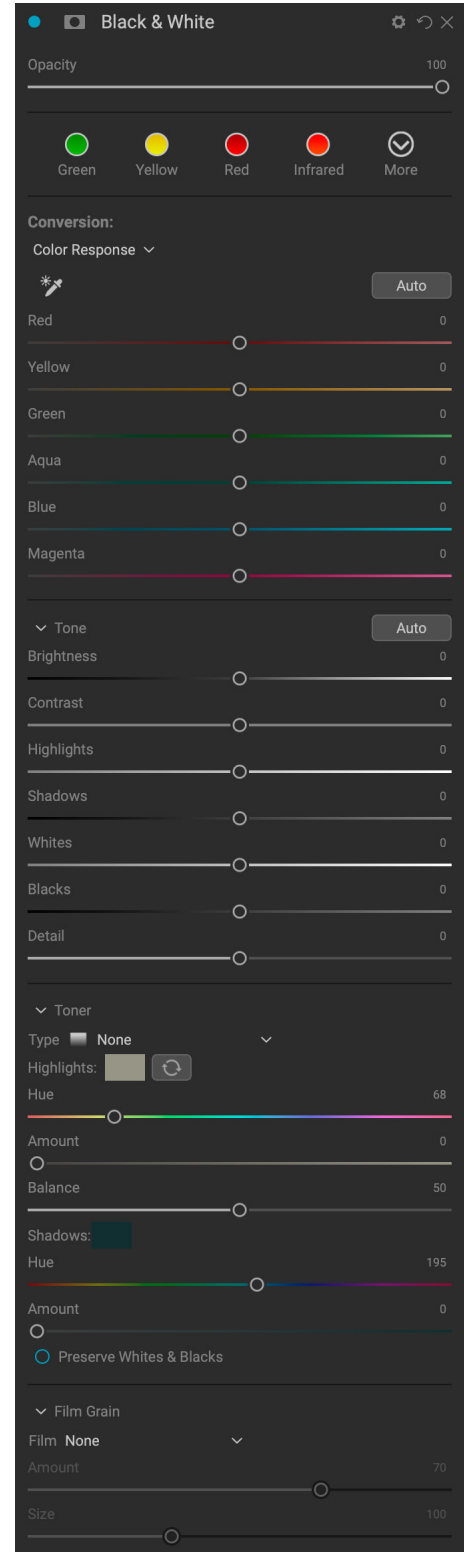 Black & White
Opacity 100
Green Yellow Red Infrared More
Conversion:
Color Response
Auto
Red 0
Yellow 0
Green 0
Aqua 0
Blue 0
Magenta 0
Tone Auto
Brightness 0
Contrast 0
Highlights 0
Shadows 0
Whites 0
Blacks 0
Detail 0
Toner
Type None
Highlights:
Hue 68
Amount 0
Balance 50
Shadows:
Hue 195
Amount 0
Preserve Whites & Blacks
Film Grain
Film None
Amount 70
Size 100